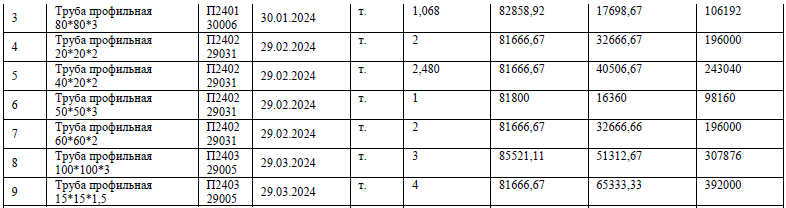 3 Труба профильная 80*80*3 П2401 30006 30.01.2024 т. 1,068 82858,92 17698,67 106192
4 Труба профильная 20*20*2 П2402 29031 29.02.2024 т. 2 81666,67 32666,67 196000
5 Труба профильная 40*20*2 П2402 29031 29.02.2024 т. 2,480 81666,67 40506,67 243040
6 Труба профильная 50*50*3 П2402 29031 29.02.2024 т. 1 81800 16360 98160
7 Труба профильная 60*60*2 П2402 29031 29.02.2024 т. 2 81666,67 32666,66 196000
8 Труба профильная 100*100*3 П2403 29005 29.03.2024 т. 3 85521,11 51312,67 307876
9 Труба профильная 15*15*1,5 П2403 29005 29.03.2024 т. 4 81666,67 65333,33 392000